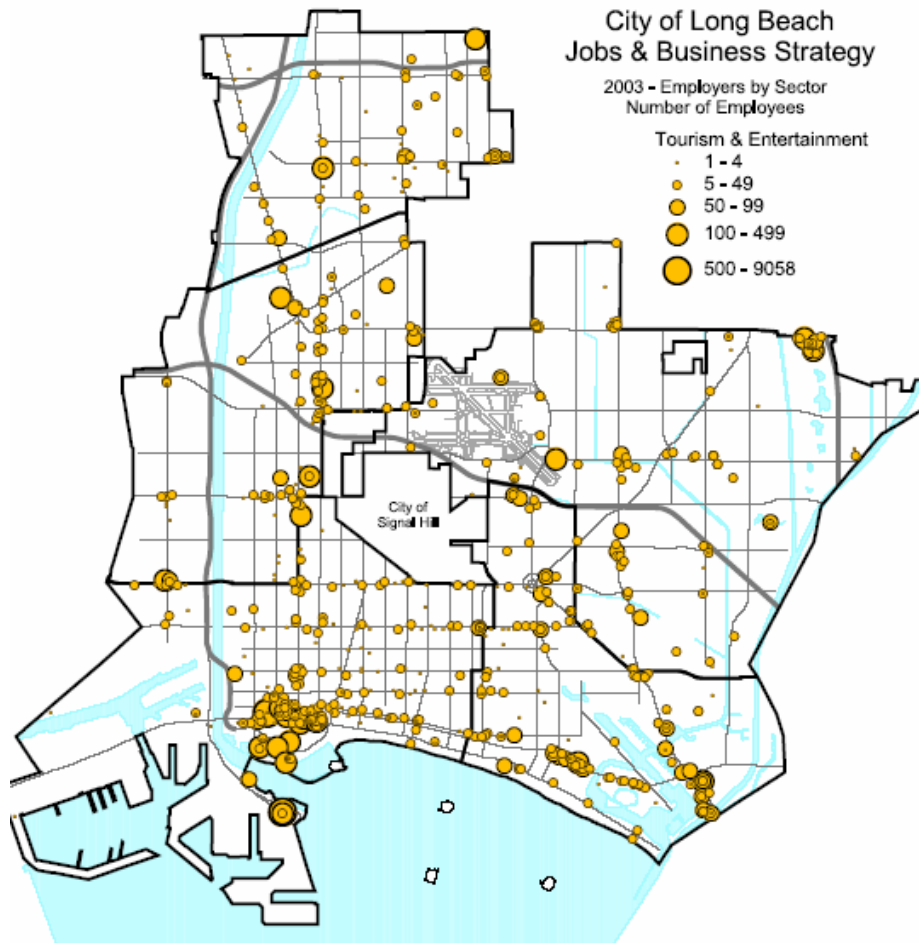 City of Long Beach
Jobs & Business Strategy
2003 - Employers by Sector
Number of Employees
Tourism & Entertainment
1 - 4
5 - 49
50 - 99
100 - 499
500 - 9058
City of
Signal Hill